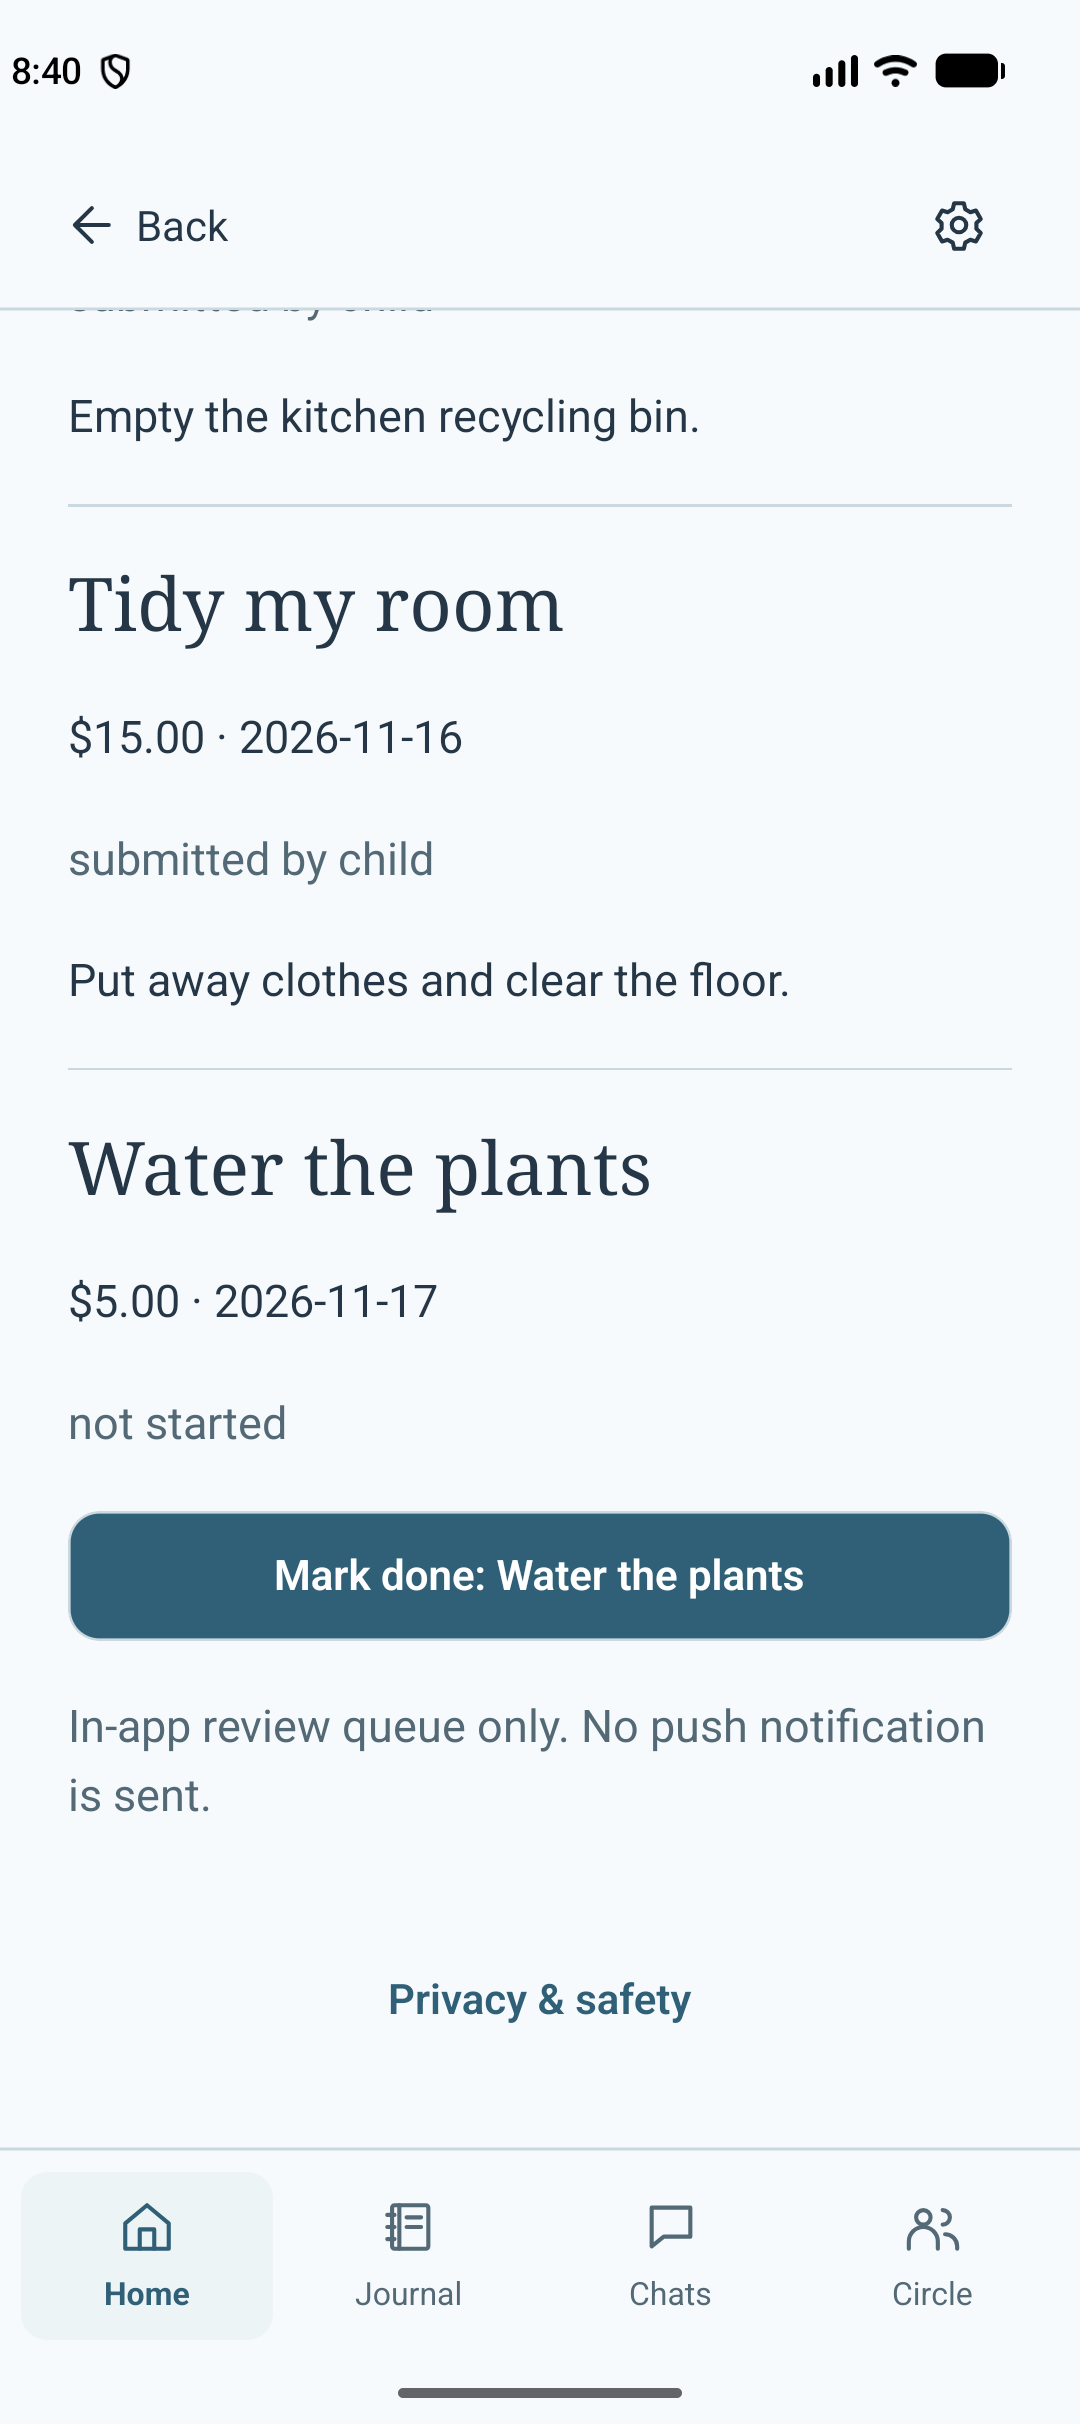 8:40
Back
submitted by child
Empty the kitchen recycling bin.
Tidy my room
$15.00 · 2026-11-16
submitted by child
Put away clothes and clear the floor.
Water the plants
$5.00 · 2026-11-17
not started
Mark done: Water the plants
In-app review queue only. No push notification
is sent.
Privacy & safety
Home
Journal
Chats
Circle